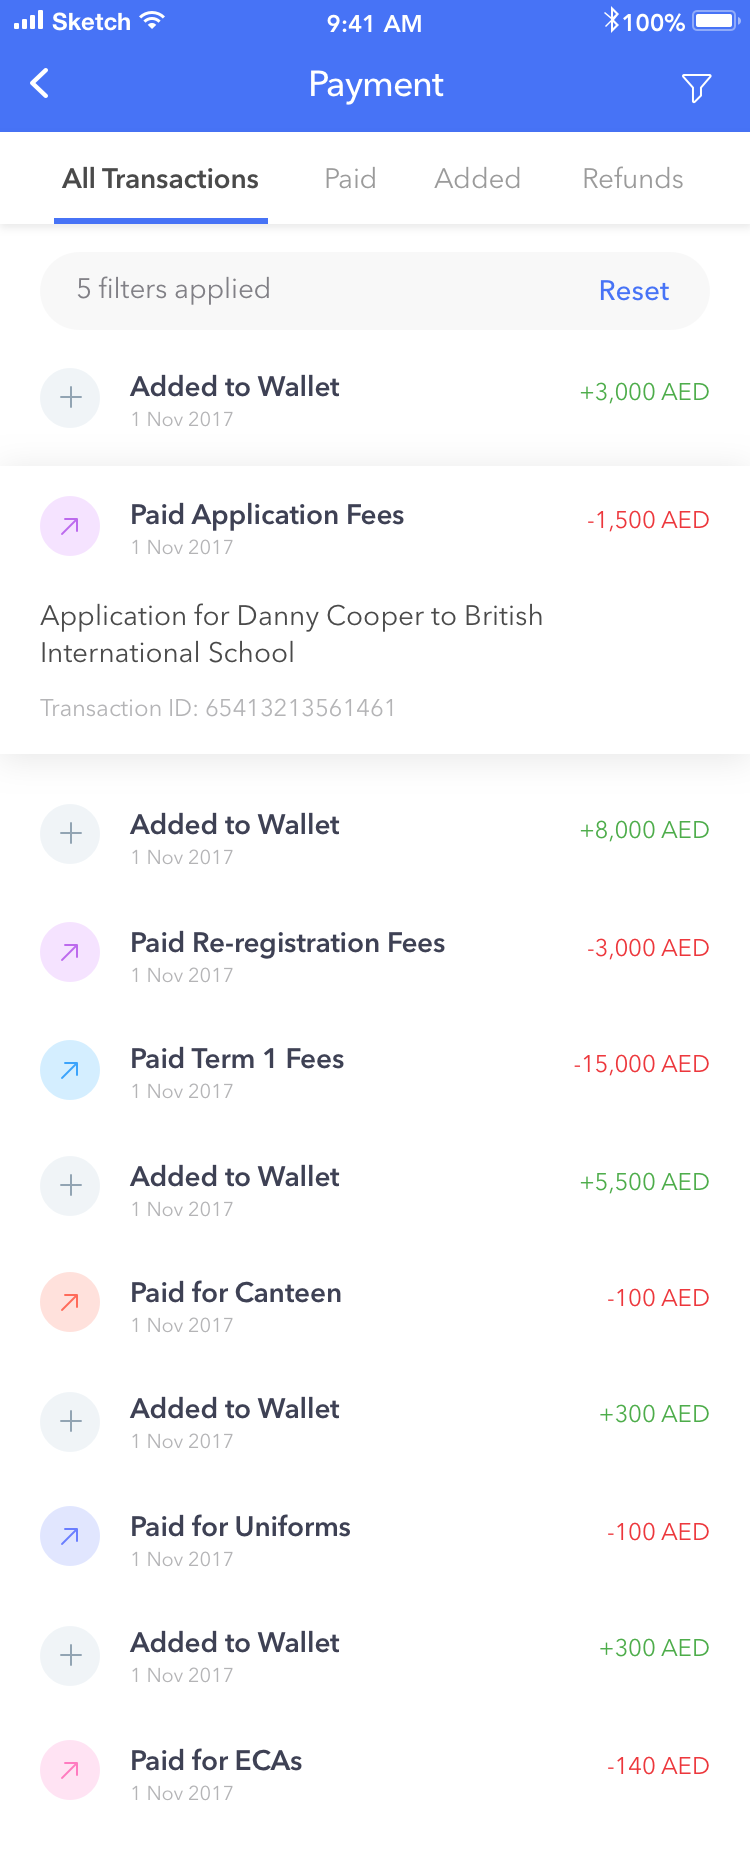 Sketch 9:41 AM 100%
Payment
All Transactions Paid Added Refunds
5 filters applied Reset
Added to Wallet +3,000 AED
1 Nov 2017
Paid Application Fees -1,500 AED
1 Nov 2017
Application for Danny Cooper to British
International School
Transaction ID: 65413213561461
Added to Wallet +8,000 AED
1 Nov 2017
Paid Re-registration Fees -3,000 AED
1 Nov 2017
Paid Term 1 Fees -15,000 AED
1 Nov 2017
Added to Wallet +5,500 AED
1 Nov 2017
Paid for Canteen -100 AED
1 Nov 2017
Added to Wallet +300 AED
1 Nov 2017
Paid for Uniforms -100 AED
1 Nov 2017
Added to Wallet +300 AED
1 Nov 2017
Paid for ECAs -140 AED
1 Nov 2017